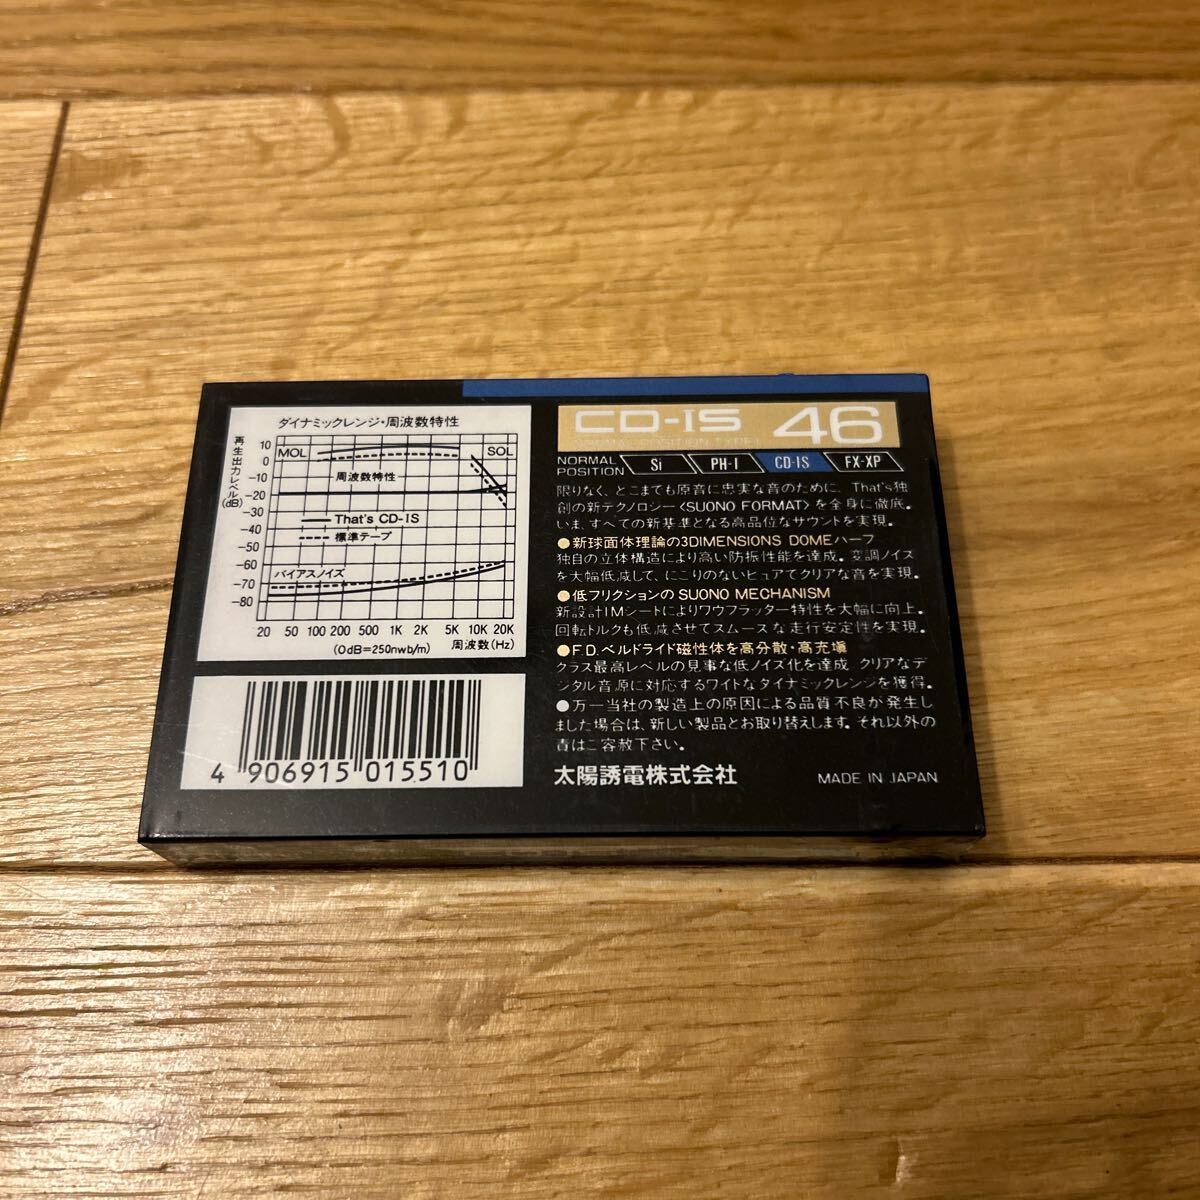 ダイナミックレンジ・周波数特性
再生出力レベル(dB)
10
0
-10
-20
-30
-40
-50
-60
-70
-80
MOL
SOL
周波数特性
That's CD-IS
標準テープ
バイアスノイズ
20 50 100 200 500 1K 2K 5K 10K 20K
(0dB=250nwb/m)
周波数(Hz)
4 906915 015510
CD-IS 46
NORMAL POSITION TYPE I
NORMAL POSITION
Si PH-I CD-IS FX-XP
限りなく、とこまても原音に忠実な音のために、That's独
創の新テクノロシー〈SUONO FORMAT〉を全身に徹底。
いま、すべての新基準となる高品位なサウントを実現。
●新球面体理論の3DIMENSIONS DOMEハーフ
独自の立体構造により高い防振性能を達成。変調ノイス
を大幅低減して、にこりのないピュアてクリアな音を実現。
●低フリクションのSUONO MECHANISM
新設計IMシートによりワウフラッター特性を大幅に向上。
回転トルクも低減させてスムースな走行安定性を実現。
●F.D.ベルドライド磁性体を高分散・高充塡
クラス最高レベルの見事な低ノイズ化を達成。クリアなデ
ジタル音源に対応するワイトなタイナミックレンジを獲得。
●万一当社の製造上の原因による品質不良が発生し
ました場合は、新しい製品とお取り替えします。それ以外の
責はこ容赦下さい。
太陽誘電株式会社
MADE IN JAPAN